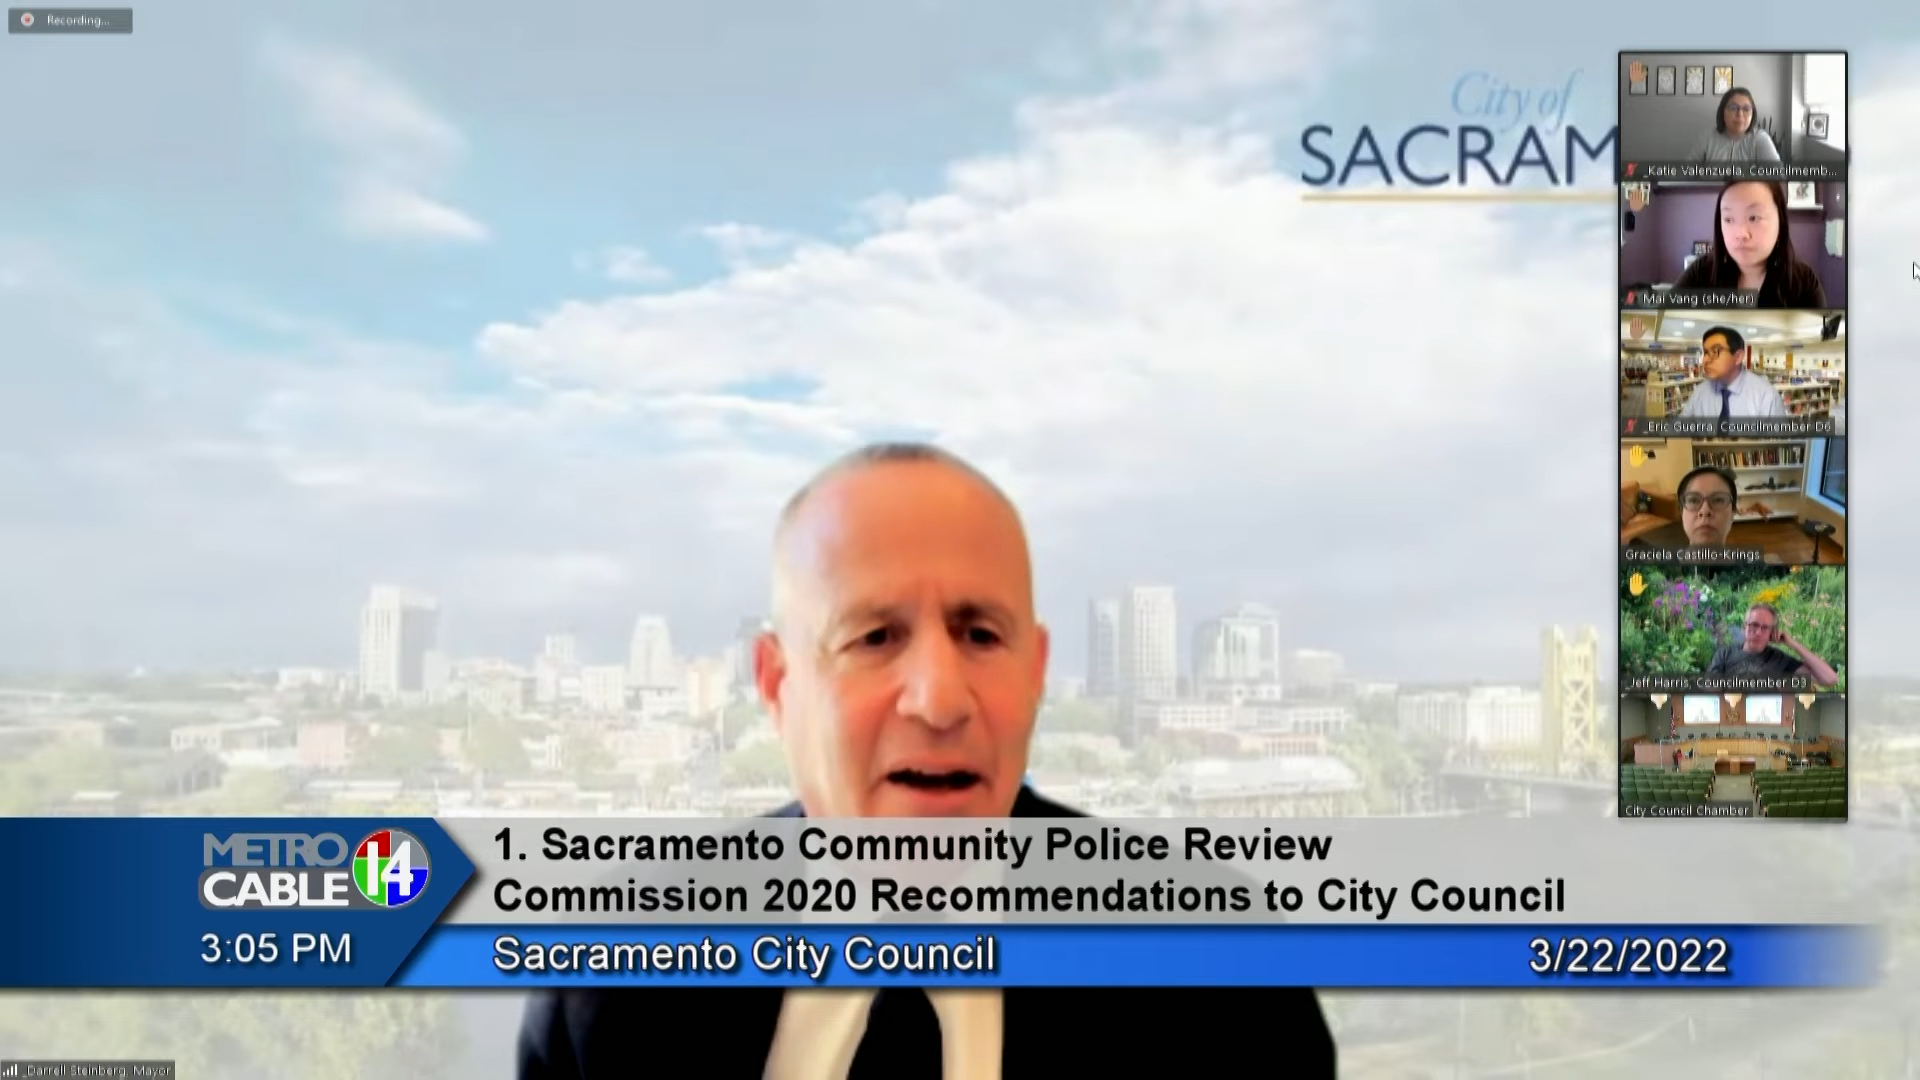 Recording...
City of
SACRAM
_Katie Valenzuela, Councilmemb...
Mai Vang (she/her)
_Eric Guerra, Councilmember D6
Graciela Castillo-Krings
_Jeff Harris, Councilmember D3
City Council Chamber
METRO
CABLE 14
1. Sacramento Community Police Review
Commission 2020 Recommendations to City Council
3:05 PM
Sacramento City Council
3/22/2022
_Darrell Steinberg, Mayor